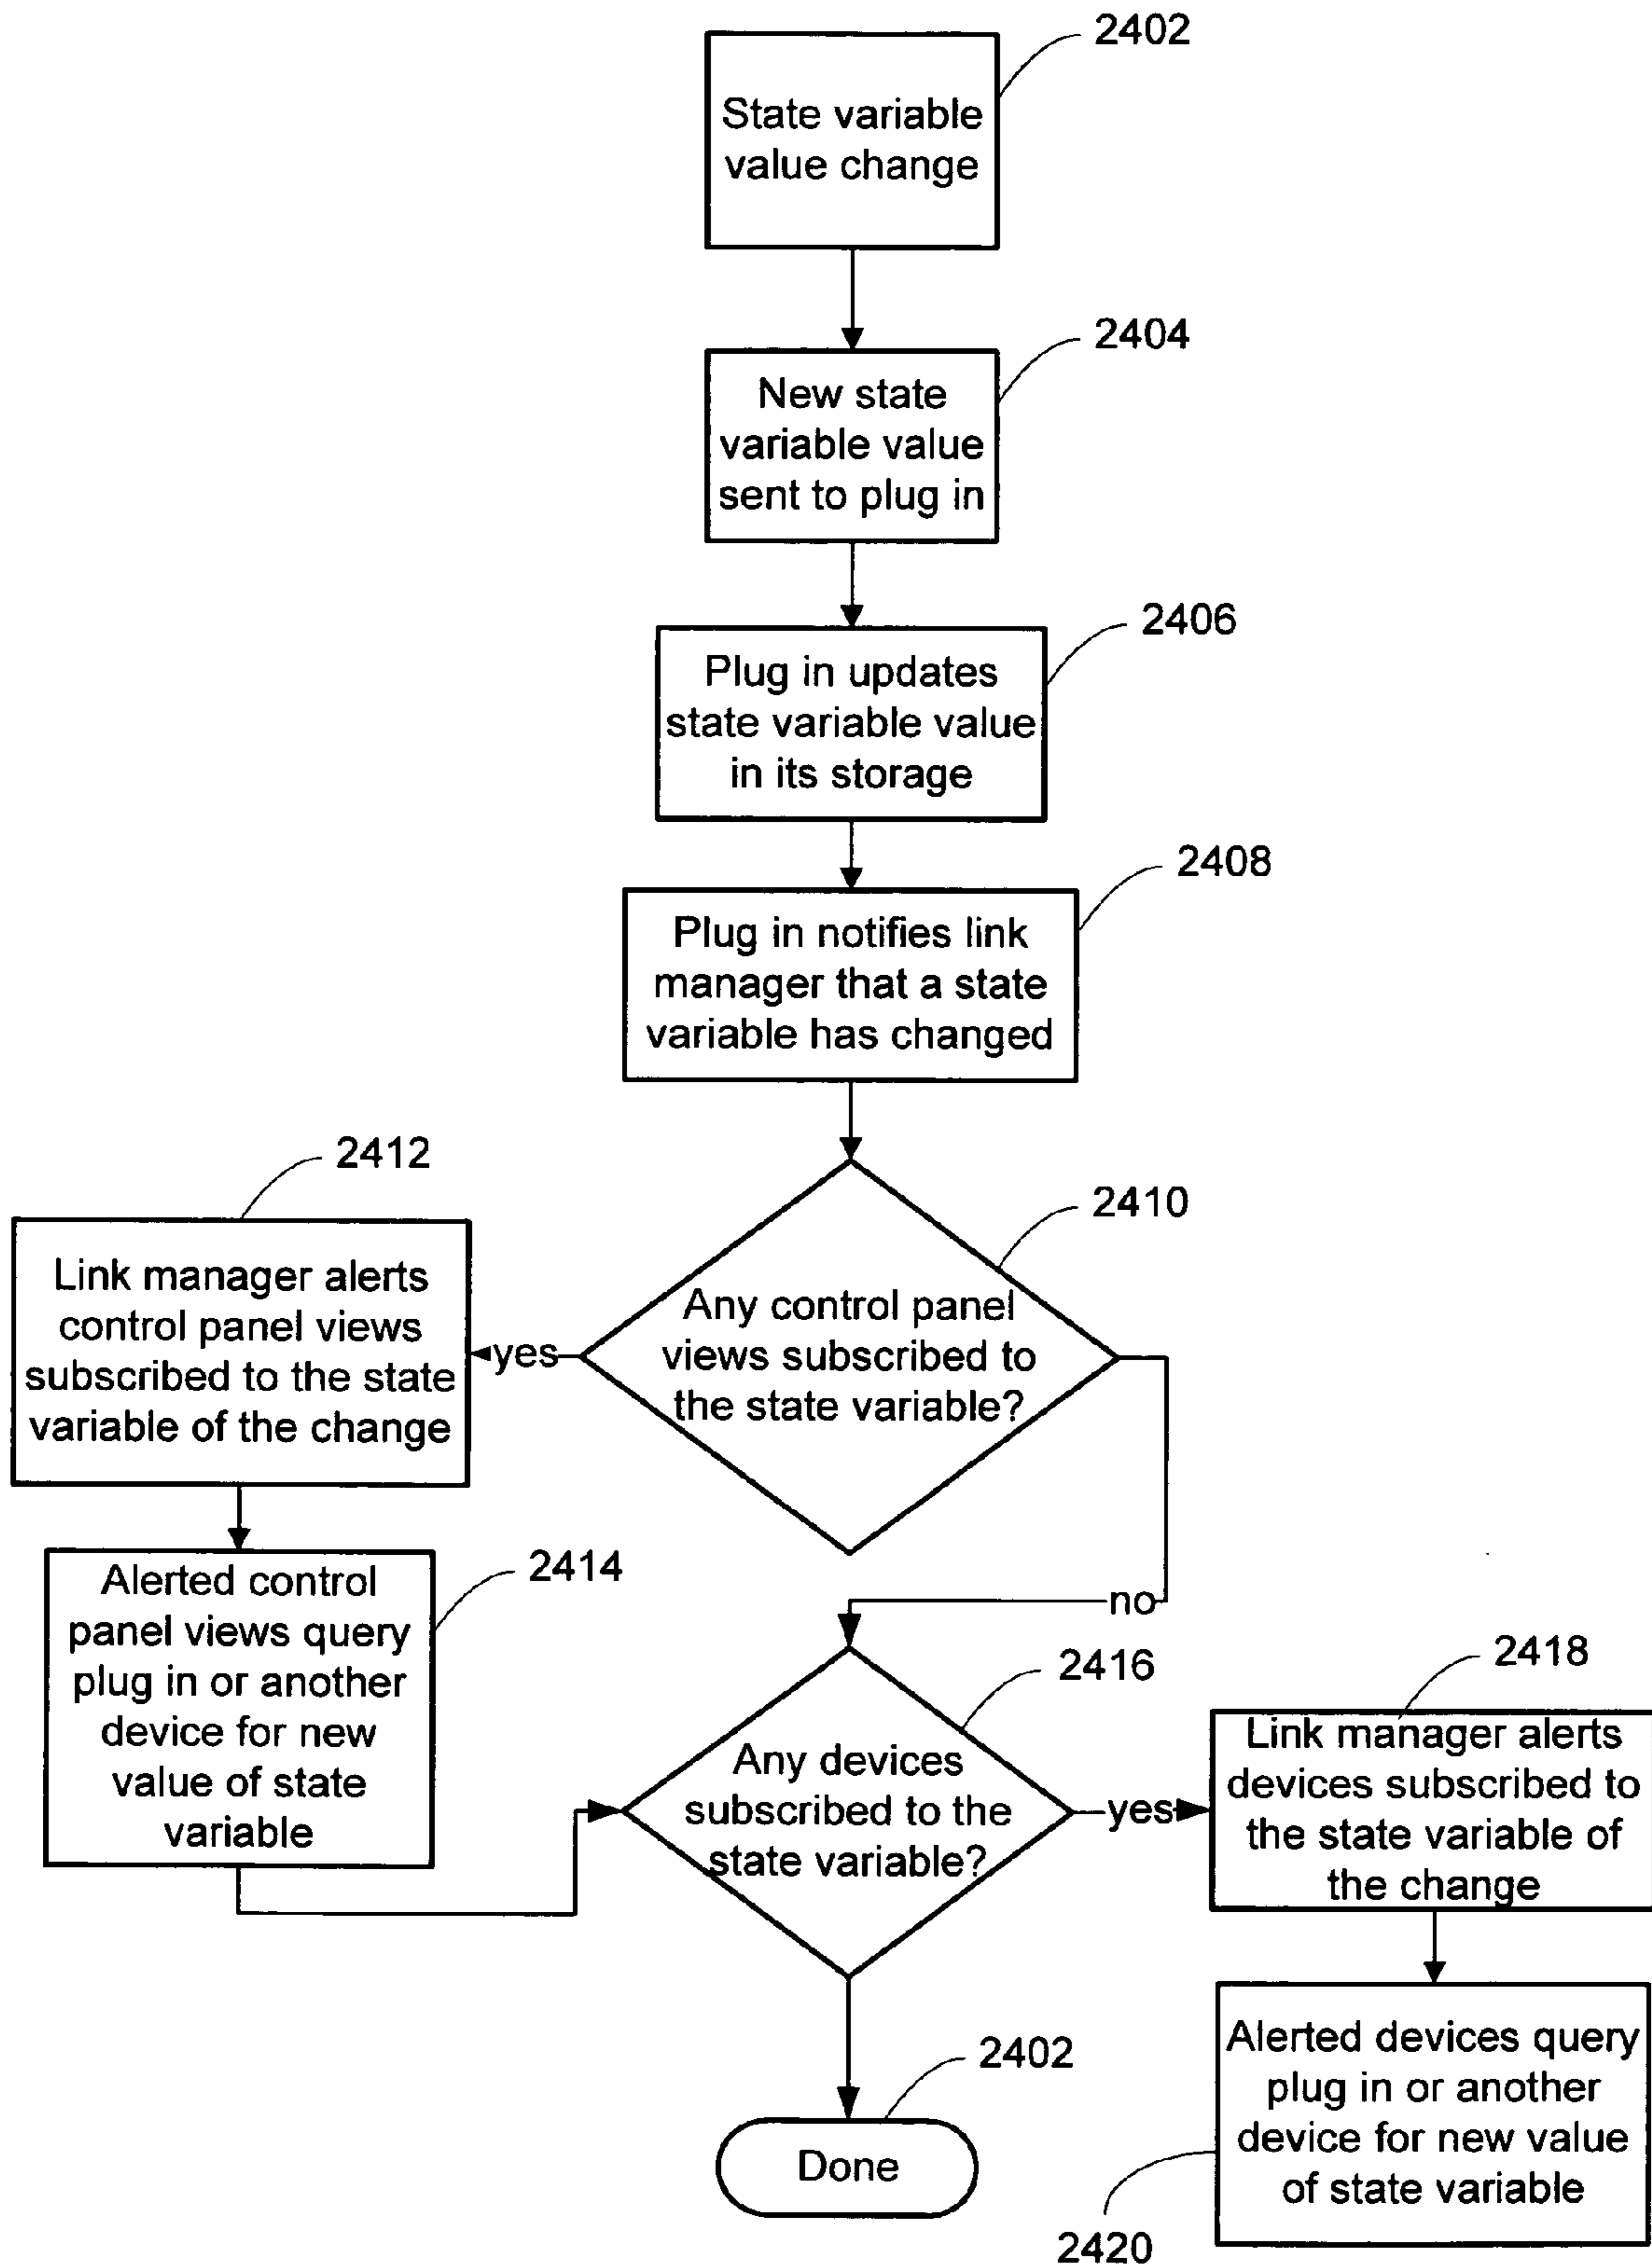 2402
State variable
value change
2404
New state
variable value
sent to plug in
2406
Plug in updates
state variable value
in its storage
2408
Plug in notifies link
manager that a state
variable has changed
2412
2410
Link manager alerts
control panel views
subscribed to the state
variable of the change
yes
Any control panel
views subscribed to
the state variable?
no
2414
Alerted control
panel views query
plug in or another
device for new
value of state
variable
2416
Any devices
subscribed to the
state variable?
yes
2418
Link manager alerts
devices subscribed to
the state variable of
the change
2402
Done
Alerted devices query
plug in or another
device for new value
of state variable
2420